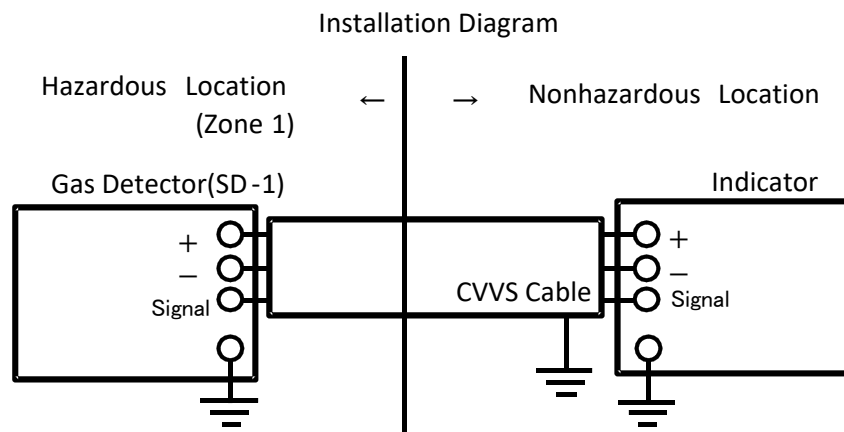 Installation Diagram
Hazardous Location
(Zone 1)
← →
Nonhazardous Location
Gas Detector(SD-1)
Indicator
+
−
Signal
CVVS Cable
+
−
Signal